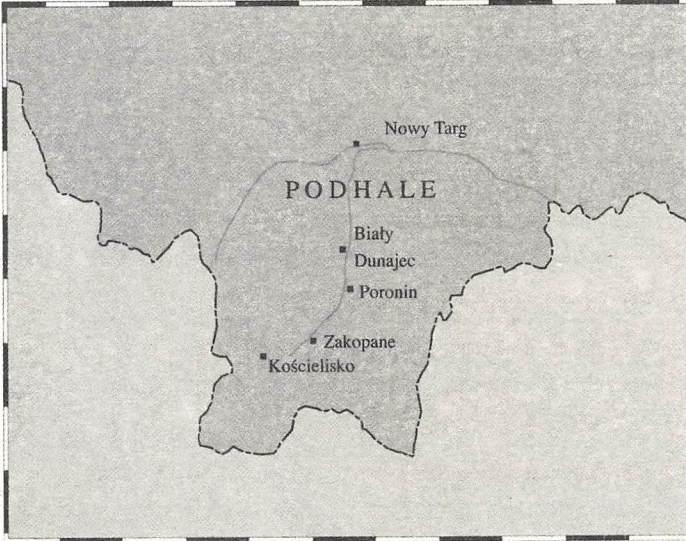 Nowy Targ
PODHALE
Biały
Dunajec
Poronin
Zakopane
Kościelisko